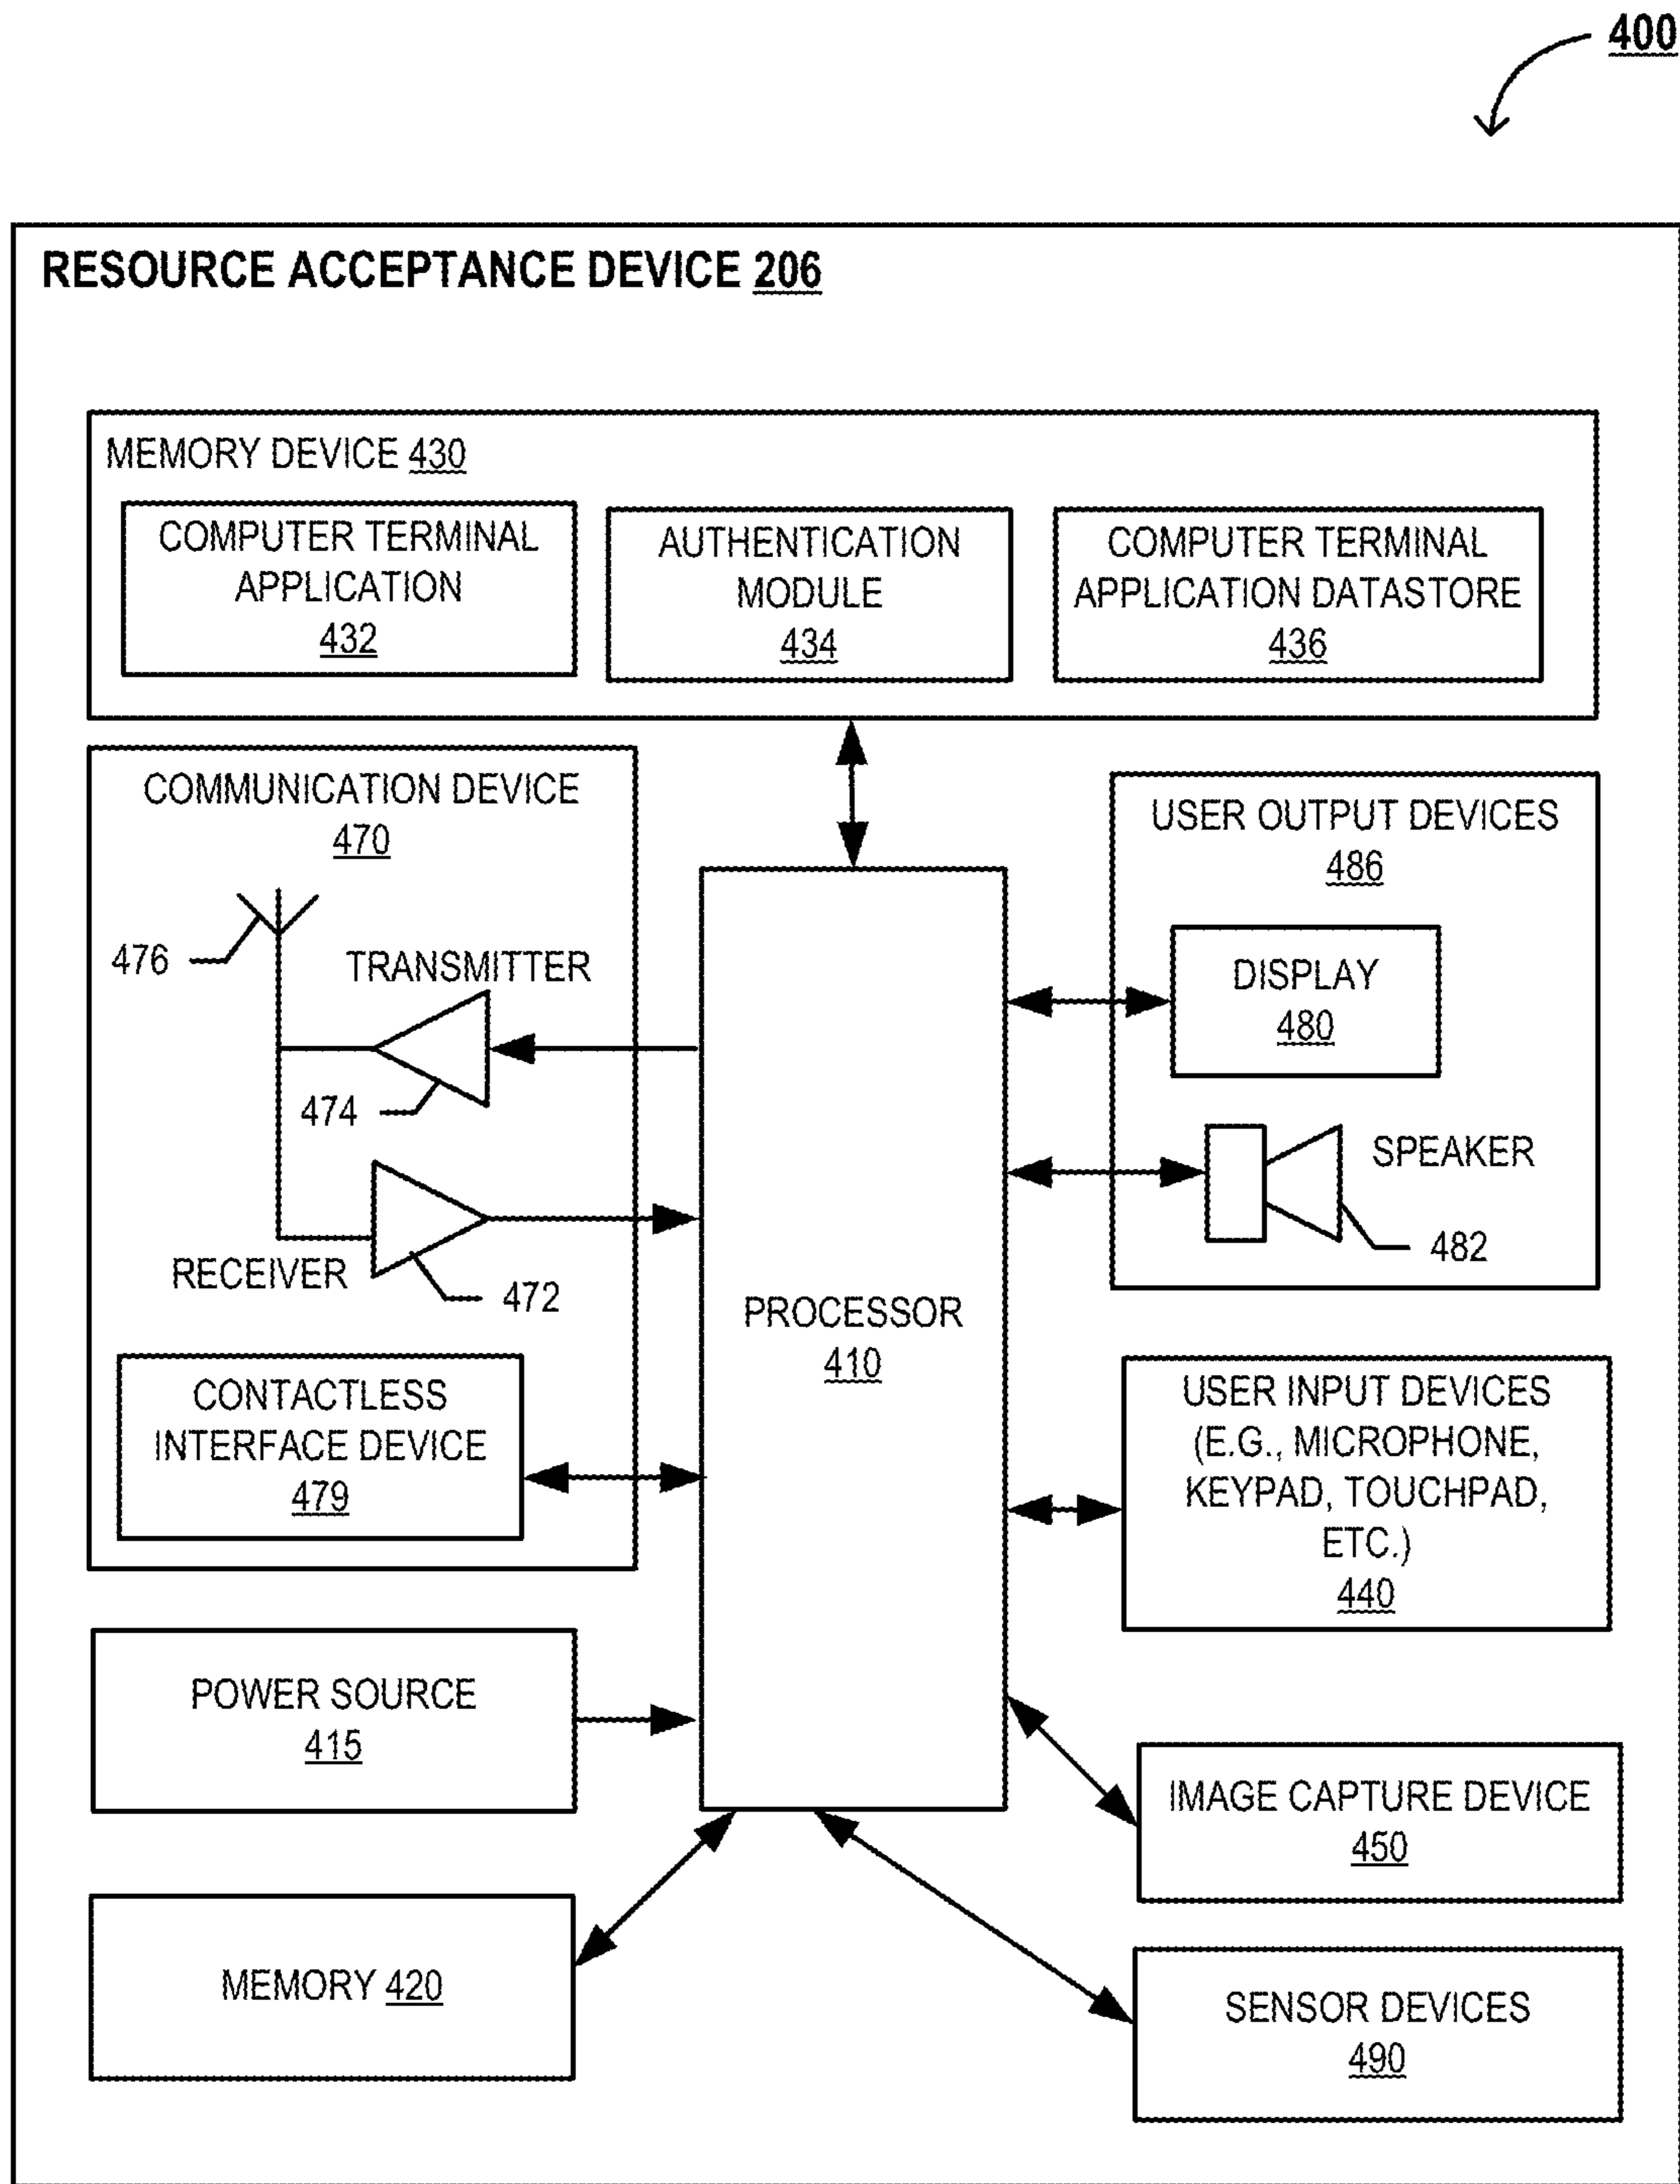 400
RESOURCE ACCEPTANCE DEVICE 206
MEMORY DEVICE 430
COMPUTER TERMINAL
APPLICATION
432
AUTHENTICATION
MODULE
434
COMPUTER TERMINAL
APPLICATION DATASTORE
436
COMMUNICATION DEVICE
470
476
TRANSMITTER
474
RECEIVER
472
CONTACTLESS
INTERFACE DEVICE
479
PROCESSOR
410
USER OUTPUT DEVICES
486
DISPLAY
480
SPEAKER
482
USER INPUT DEVICES
(E.G., MICROPHONE,
KEYPAD, TOUCHPAD,
ETC.)
440
POWER SOURCE
415
IMAGE CAPTURE DEVICE
450
MEMORY 420
SENSOR DEVICES
490